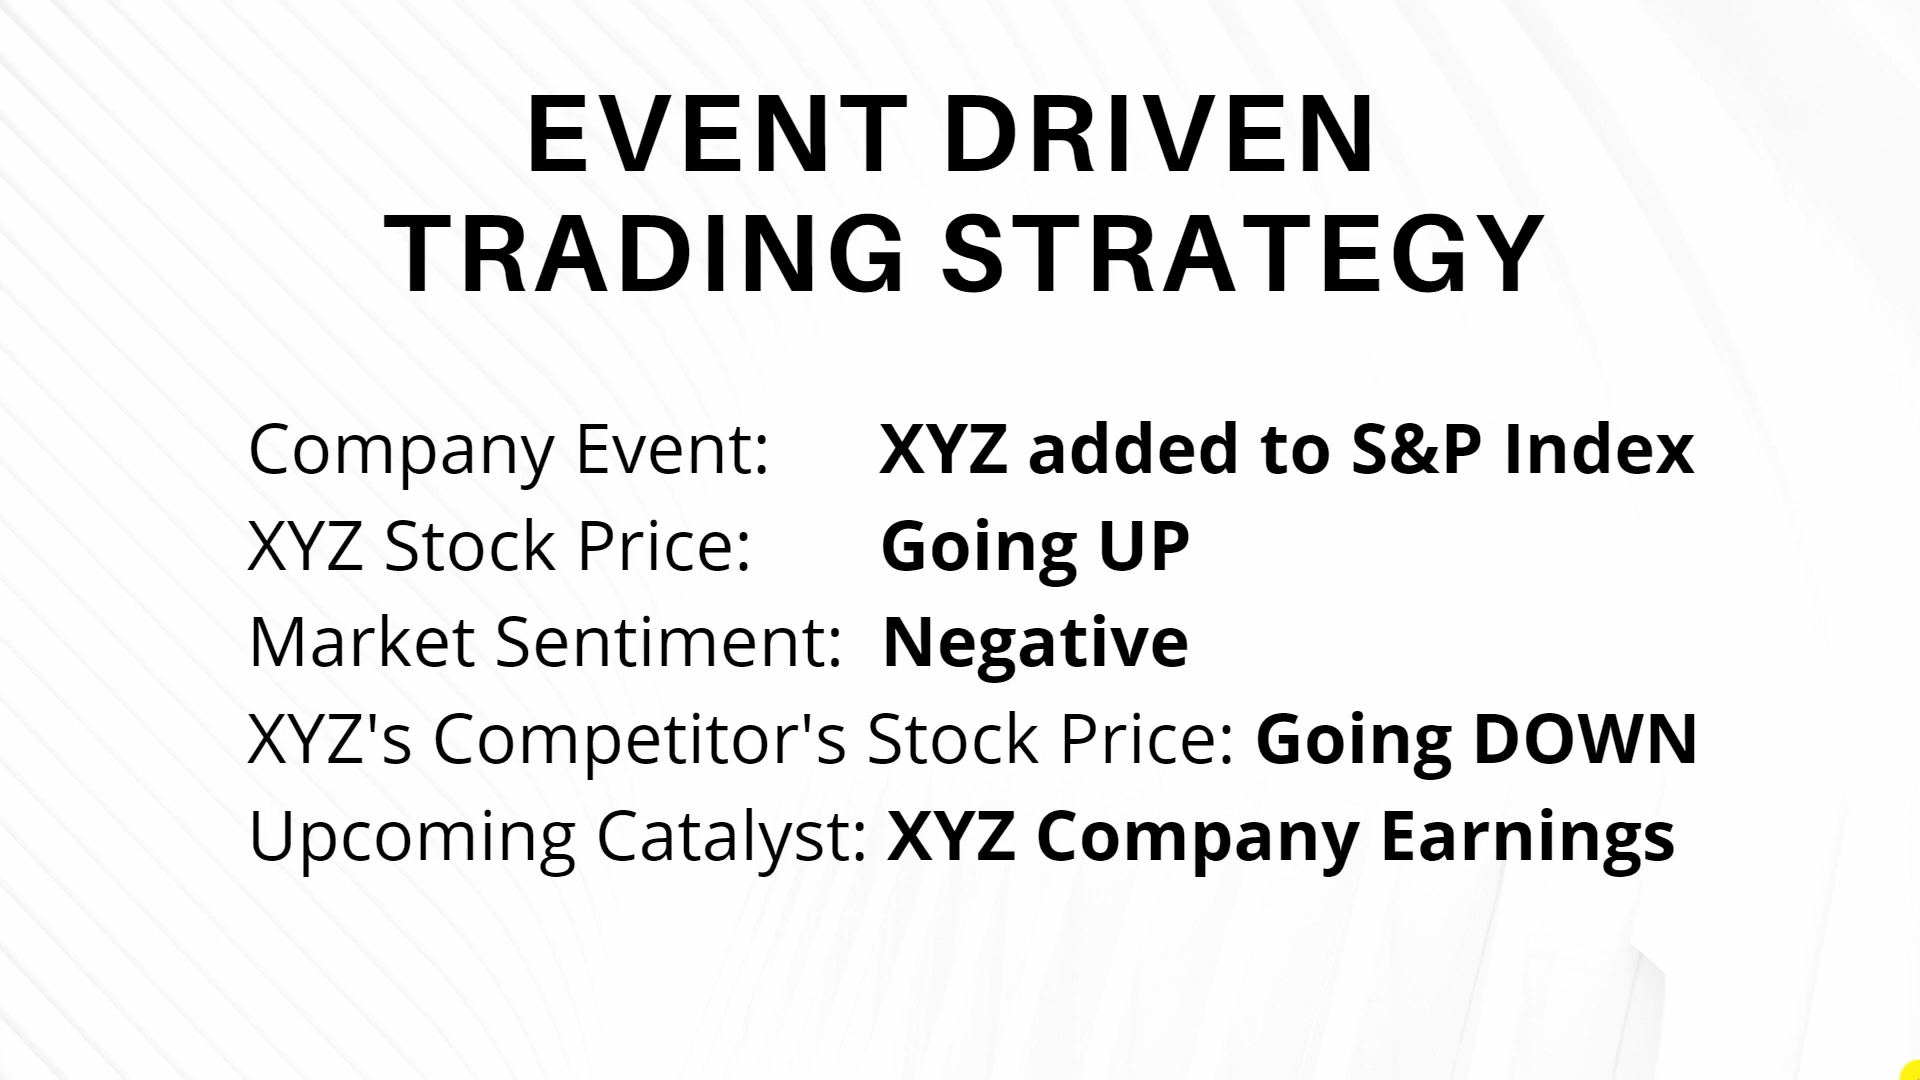 EVENT DRIVEN
TRADING STRATEGY
Company Event: XYZ added to S&P Index
XYZ Stock Price: Going UP
Market Sentiment: Negative
XYZ's Competitor's Stock Price: Going DOWN
Upcoming Catalyst: XYZ Company Earnings